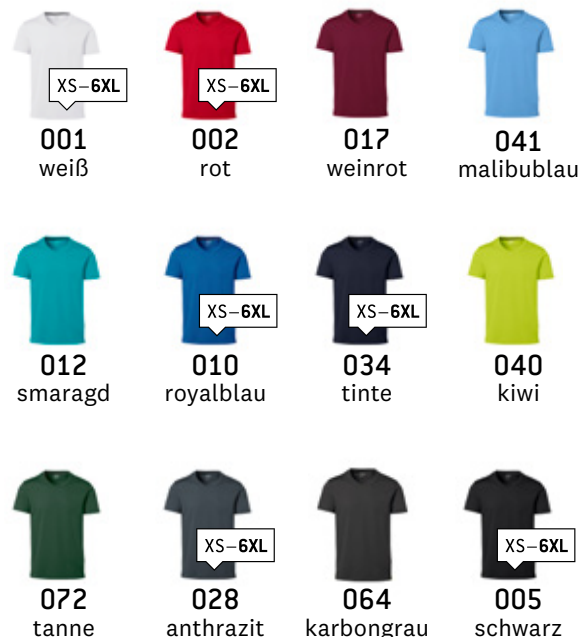 XS–6XL XS–6XL
001 002 017 041
weiß rot weinrot malibublau
XS–6XL XS–6XL
012 010 034 040
smaragd royalblau tinte kiwi
XS–6XL XS–6XL
072 028 064 005
tanne anthrazit karbongrau schwarz